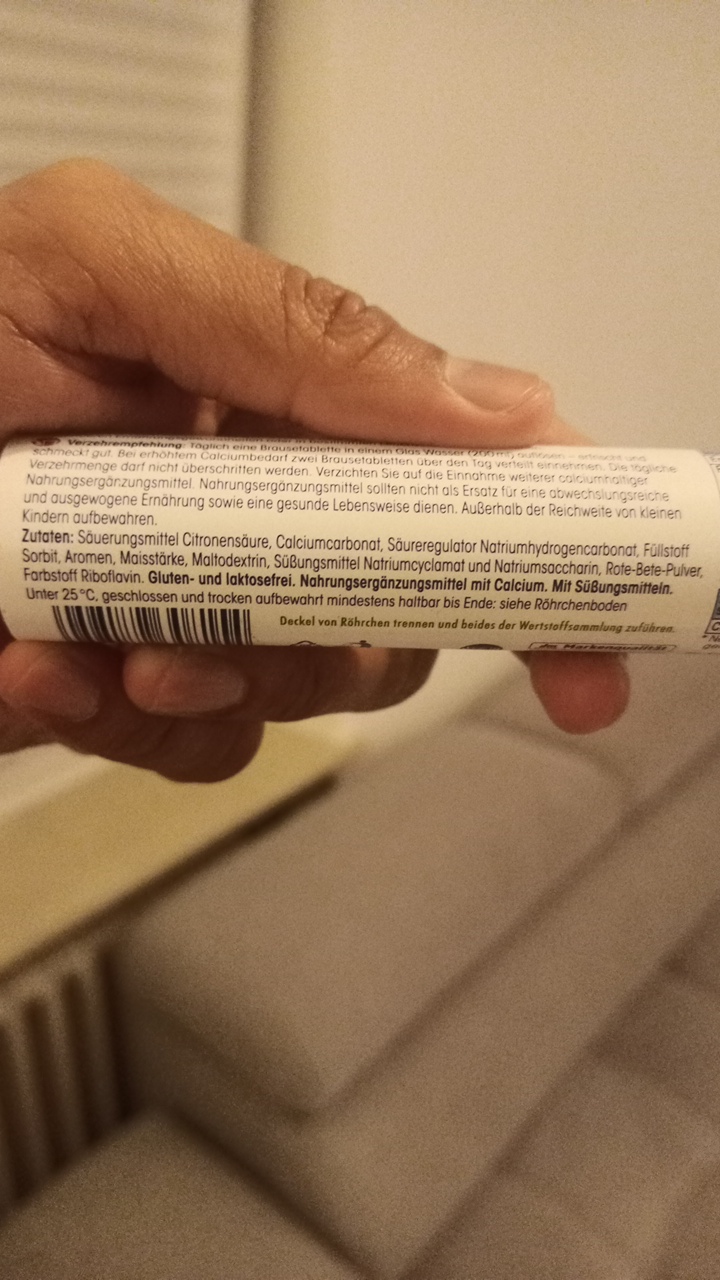 Verzehrempfehlung: Täglich eine Brausetablette in einem Glas Wasser (200 ml) auflösen – erfrischt und
schmeckt gut. Bei erhöhtem Calciumbedarf zwei Brausetabletten über den Tag verteilt einnehmen. Die tägliche
Verzehrmenge darf nicht überschritten werden. Verzichten Sie auf die Einnahme weiterer calciumhaltiger
Nahrungsergänzungsmittel. Nahrungsergänzungsmittel sollten nicht als Ersatz für eine abwechslungsreiche
und ausgewogene Ernährung sowie eine gesunde Lebensweise dienen. Außerhalb der Reichweite von kleinen
Kindern aufbewahren.
Zutaten: Säuerungsmittel Citronensäure, Calciumcarbonat, Säureregulator Natriumhydrogencarbonat, Füllstoff
Sorbit, Aromen, Maisstärke, Maltodextrin, Süßungsmittel Natriumcyclamat und Natriumsaccharin, Rote-Bete-Pulver,
Farbstoff Riboflavin. Gluten- und laktosefrei. Nahrungsergänzungsmittel mit Calcium. Mit Süßungsmitteln.
Unter 25 °C, geschlossen und trocken aufbewahrt mindestens haltbar bis Ende: siehe Röhrchenboden
Deckel von Röhrchen trennen und beides der Wertstoffsammlung zuführen.
dm Markenqualität